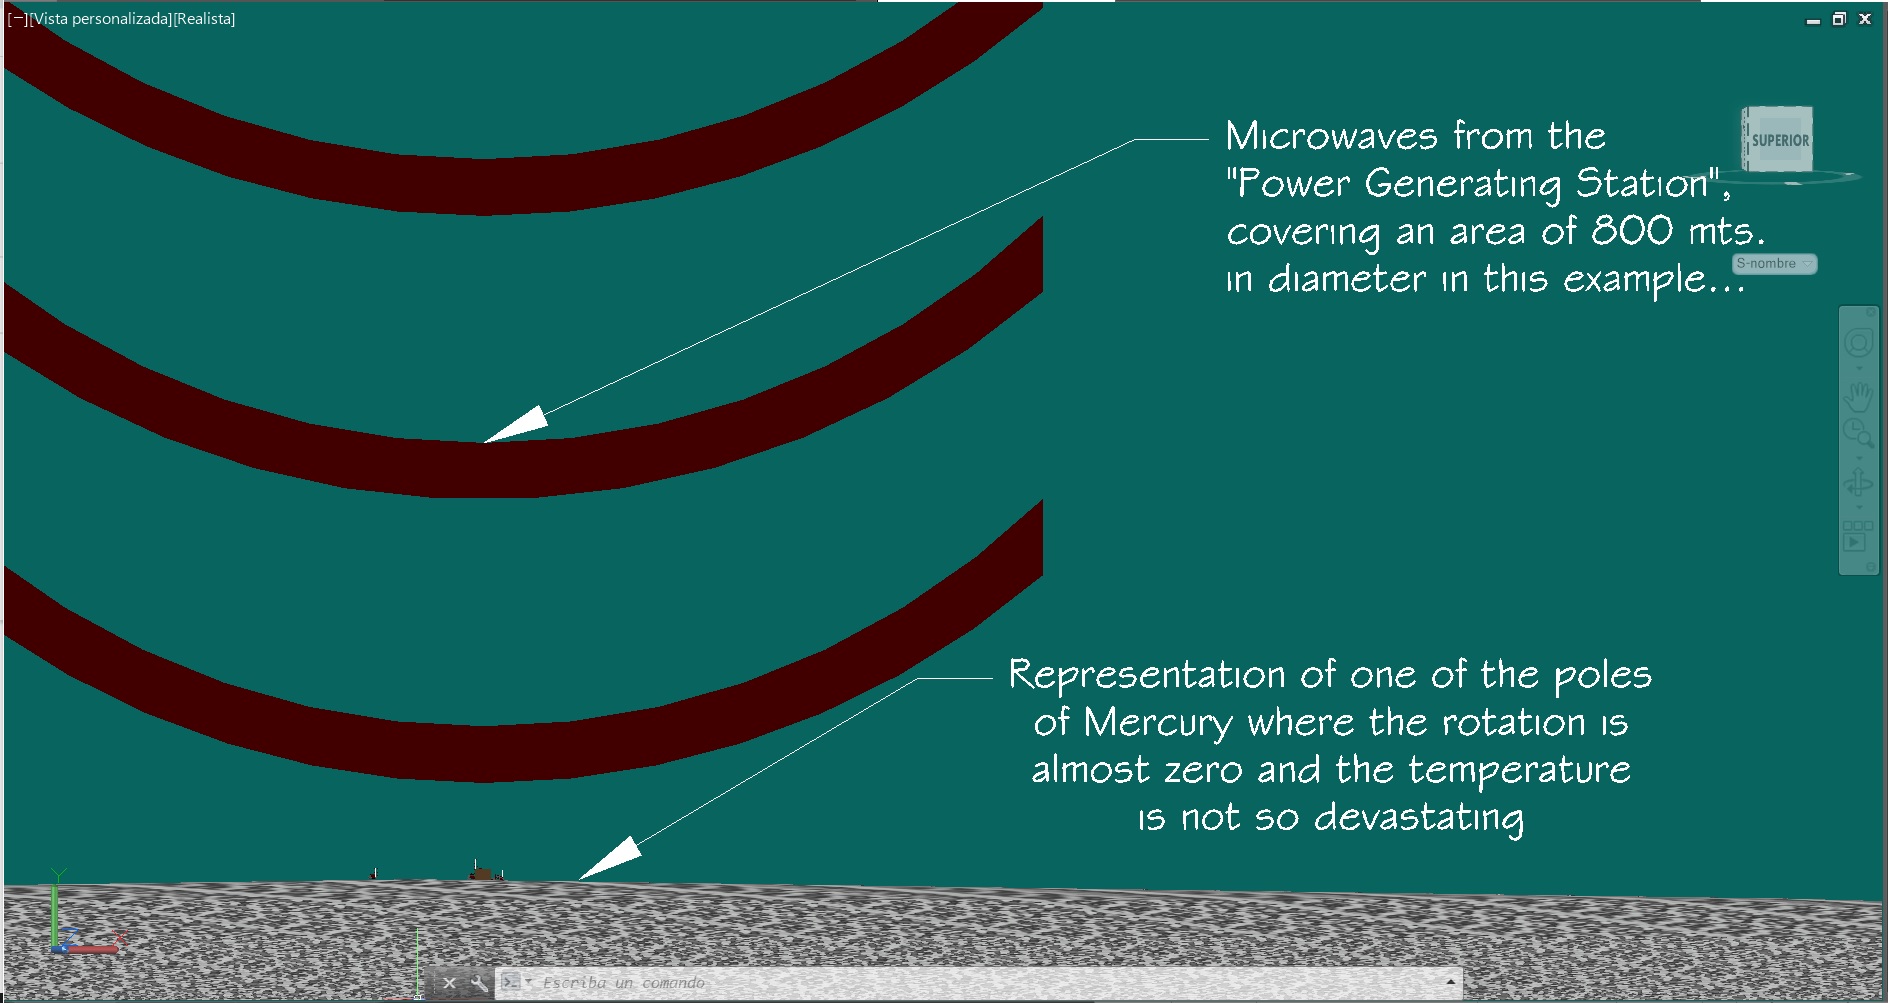 [−][Vista personalizada][Realista]
Microwaves from the
"Power Generating Station",
covering an area of 800 mts.
in diameter in this example...
SUPERIOR
S-nombre
Representation of one of the poles
of Mercury where the rotation is
almost zero and the temperature
is not so devastating
Y
Z
X
Escriba un comando